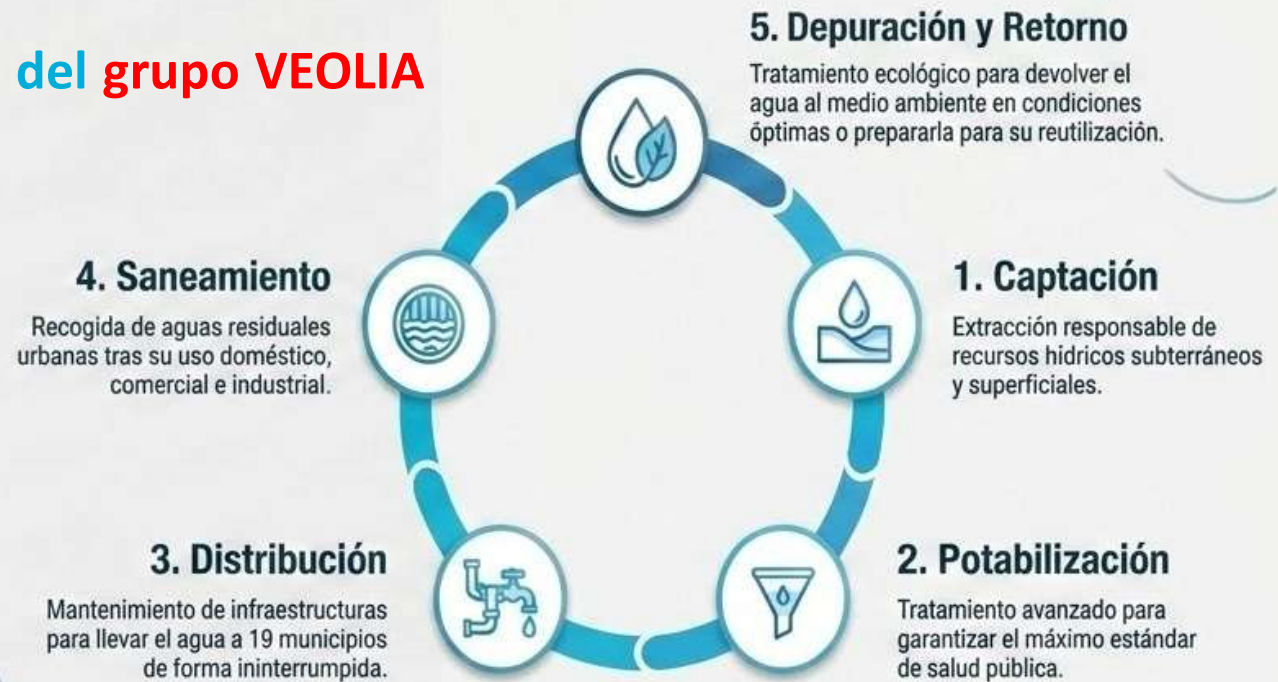 del grupo VEOLIA
5. Depuración y Retorno
Tratamiento ecológico para devolver el
agua al medio ambiente en condiciones
óptimas o prepararla para su reutilización.
4. Saneamiento
Recogida de aguas residuales
urbanas tras su uso doméstico,
comercial e industrial.
1. Captación
Extracción responsable de
recursos hídricos subterráneos
y superficiales.
3. Distribución
Mantenimiento de infraestructuras
para llevar el agua a 19 municipios
de forma ininterrumpida.
2. Potabilización
Tratamiento avanzado para
garantizar el máximo estándar
de salud pública.